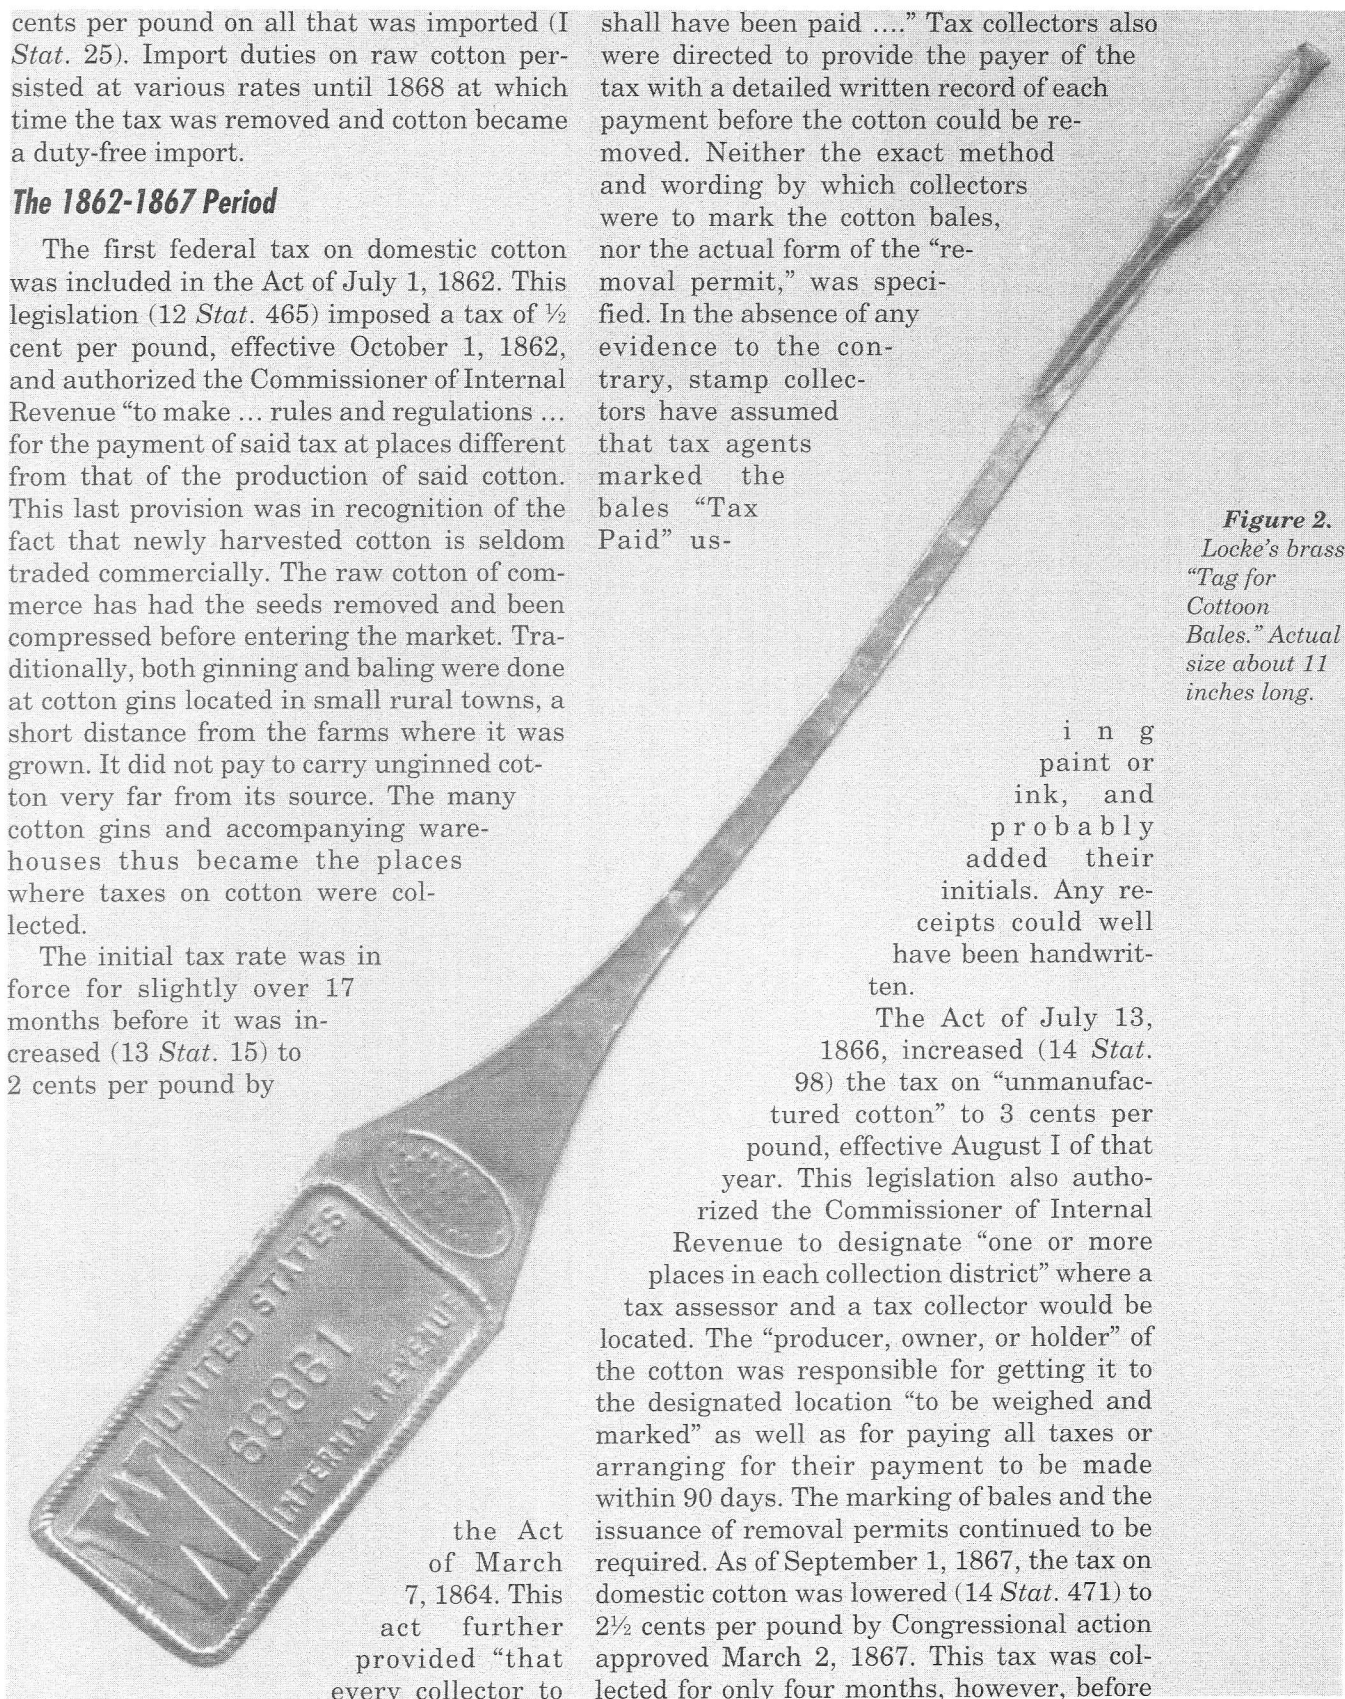 cents per pound on all that was imported (I
Stat. 25). Import duties on raw cotton per-
sisted at various rates until 1868 at which
time the tax was removed and cotton became
a duty-free import.
The 1862-1867 Period
The first federal tax on domestic cotton
was included in the Act of July 1, 1862. This
legislation (12 Stat. 465) imposed a tax of ½
cent per pound, effective October 1, 1862,
and authorized the Commissioner of Internal
Revenue “to make ... rules and regulations ...
for the payment of said tax at places different
from that of the production of said cotton.
This last provision was in recognition of the
fact that newly harvested cotton is seldom
traded commercially. The raw cotton of com-
merce has had the seeds removed and been
compressed before entering the market. Tra-
ditionally, both ginning and baling were done
at cotton gins located in small rural towns, a
short distance from the farms where it was
grown. It did not pay to carry unginned cot-
ton very far from its source. The many
cotton gins and accompanying ware-
houses thus became the places
where taxes on cotton were col-
lected.
The initial tax rate was in
force for slightly over 17
months before it was in-
creased (13 Stat. 15) to
2 cents per pound by
the Act
of March
7, 1864. This
act further
provided “that
every collector to
shall have been paid ....” Tax collectors also
were directed to provide the payer of the
tax with a detailed written record of each
payment before the cotton could be re-
moved. Neither the exact method
and wording by which collectors
were to mark the cotton bales,
nor the actual form of the “re-
moval permit,” was speci-
fied. In the absence of any
evidence to the con-
trary, stamp collec-
tors have assumed
that tax agents
marked the
bales “Tax
Paid” us-
ing
paint or
ink, and
probably
added their
initials. Any re-
ceipts could well
have been handwrit-
ten.
The Act of July 13,
1866, increased (14 Stat.
98) the tax on “unmanufac-
tured cotton” to 3 cents per
pound, effective August I of that
year. This legislation also autho-
rized the Commissioner of Internal
Revenue to designate “one or more
places in each collection district” where a
tax assessor and a tax collector would be
located. The “producer, owner, or holder” of
the cotton was responsible for getting it to
the designated location “to be weighed and
marked” as well as for paying all taxes or
arranging for their payment to be made
within 90 days. The marking of bales and the
issuance of removal permits continued to be
required. As of September 1, 1867, the tax on
domestic cotton was lowered (14 Stat. 471) to
2½ cents per pound by Congressional action
approved March 2, 1867. This tax was col-
lected for only four months, however, before
Figure 2.
Locke's brass
“Tag for
Cottoon
Bales.” Actual
size about 11
inches long.
W
UNITED STATES
68861
INTERNAL REVENUE